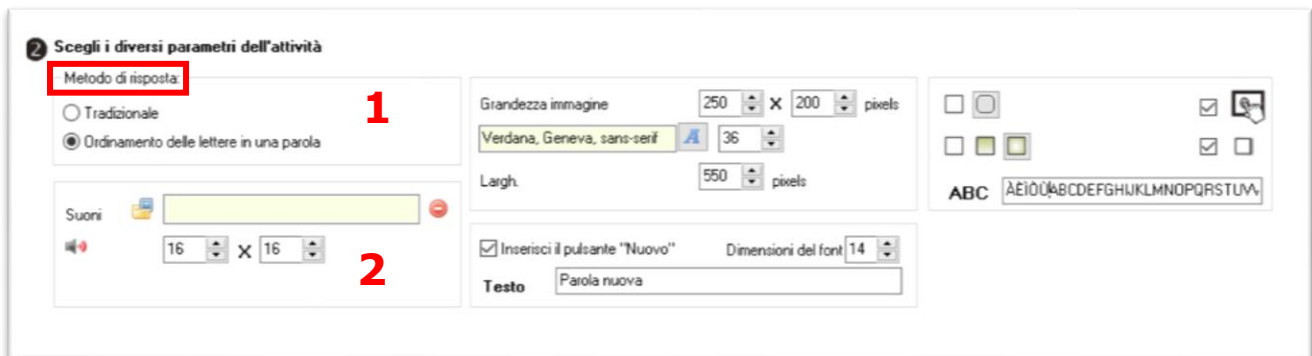 2 Scegli i diversi parametri dell'attività
Metodo di risposta:
Tradizionale
Ordinamento delle lettere in una parola
1
Suoni
16 X 16
2
Grandezza immagine 250 X 200 pixels
Verdana, Geneva, sans-serif A 36
Largh. 550 pixels
Inserisci il pulsante "Nuovo" Dimensioni del font 14
Testo Parola nuova
ABC ÀÈÌÒÙABCDEFGHIJKLMNOPQRSTUV